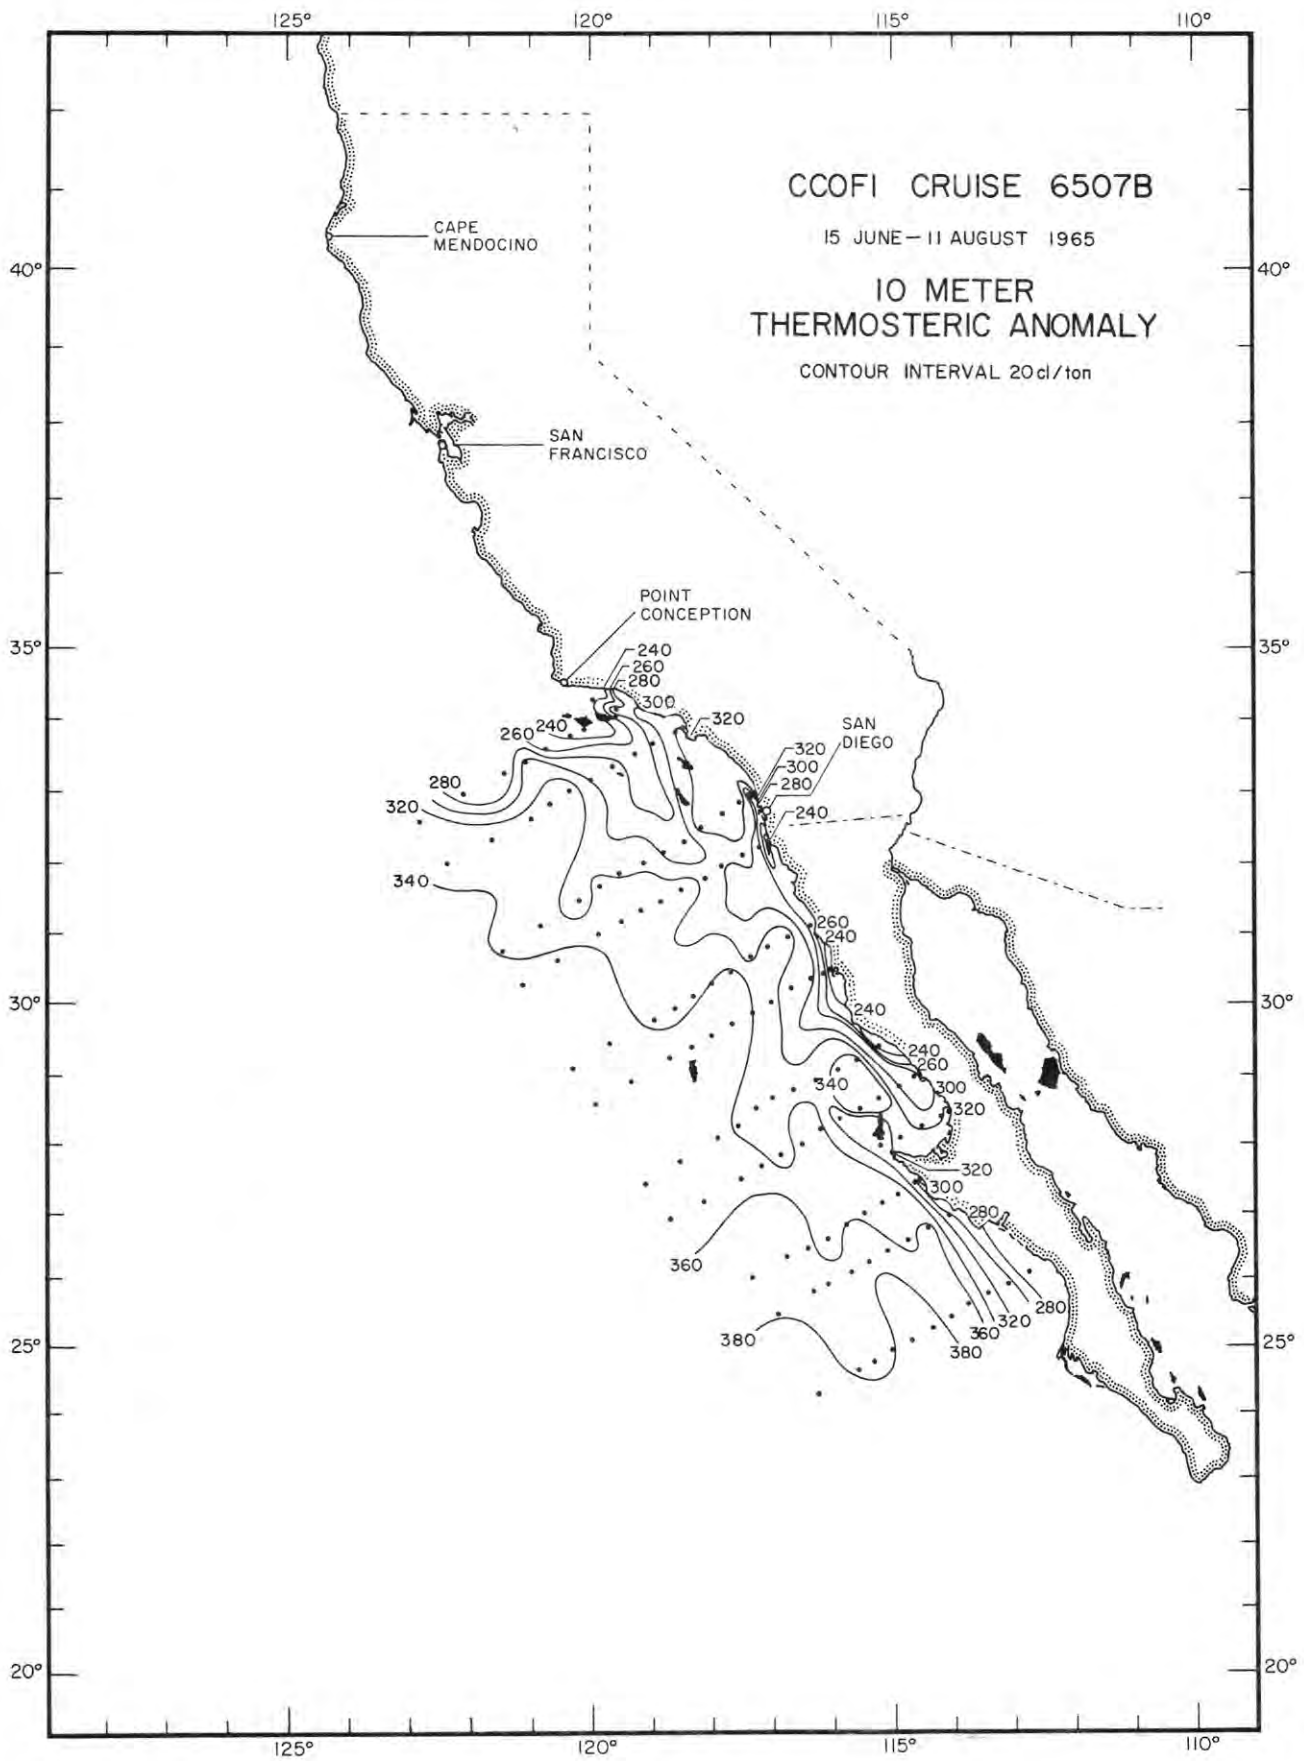 125° 120° 115° 110°
CCOFI CRUISE 6507B
15 JUNE–11 AUGUST 1965
10 METER
THERMOSTERIC ANOMALY
CONTOUR INTERVAL 20cl/ton
CAPE
MENDOCINO
40° 40°
SAN
FRANCISCO
POINT
CONCEPTION
35° 35°
240
260
280
300
320
SAN
DIEGO
240
260
320
300
280
280
320
240
340
260
240
30° 30°
240
240
260
300
340
320
320
300
280
360
280
320
360
380
380
25° 25°
20° 20°
125° 120° 115° 110°